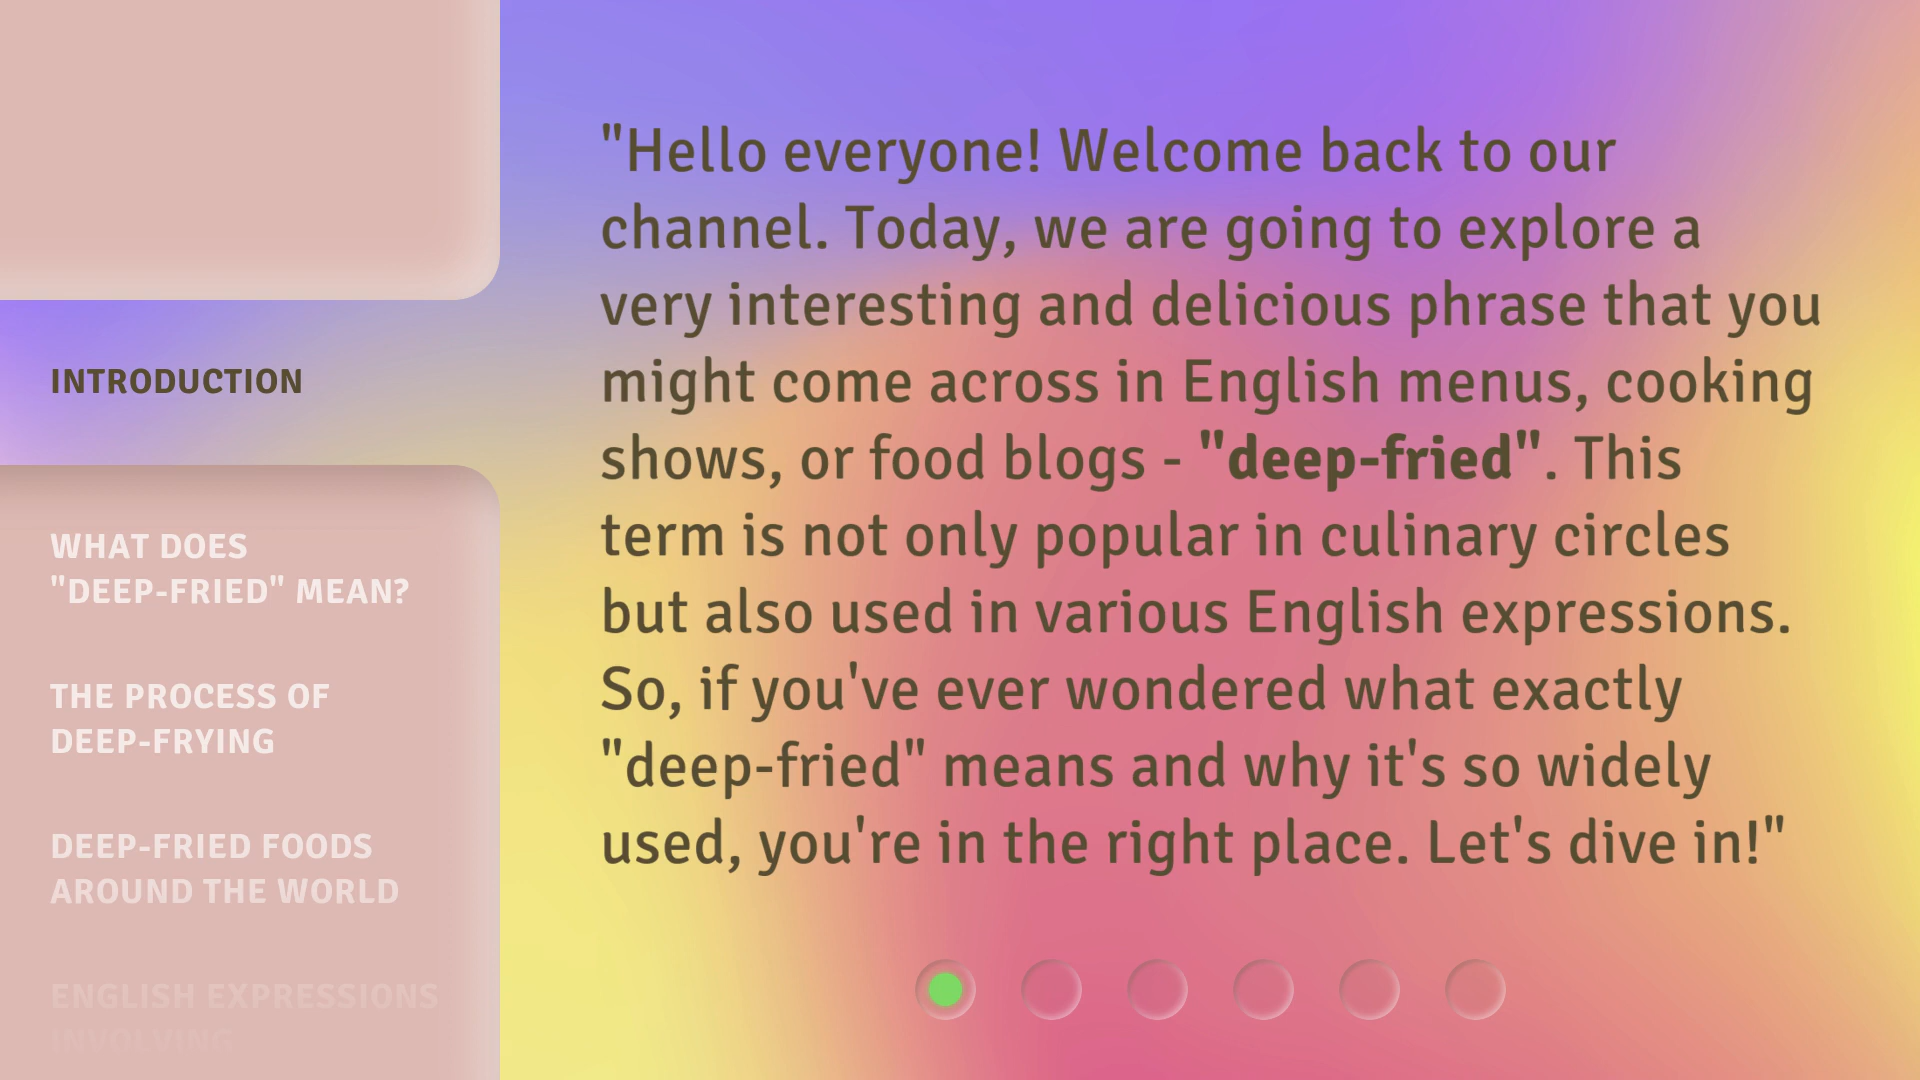 INTRODUCTION
WHAT DOES
"DEEP-FRIED" MEAN?
THE PROCESS OF
DEEP-FRYING
DEEP-FRIED FOODS
AROUND THE WORLD
ENGLISH EXPRESSIONS
INVOLVING
"Hello everyone! Welcome back to our
channel. Today, we are going to explore a
very interesting and delicious phrase that you
might come across in English menus, cooking
shows, or food blogs - "deep-fried". This
term is not only popular in culinary circles
but also used in various English expressions.
So, if you've ever wondered what exactly
"deep-fried" means and why it's so widely
used, you're in the right place. Let's dive in!"